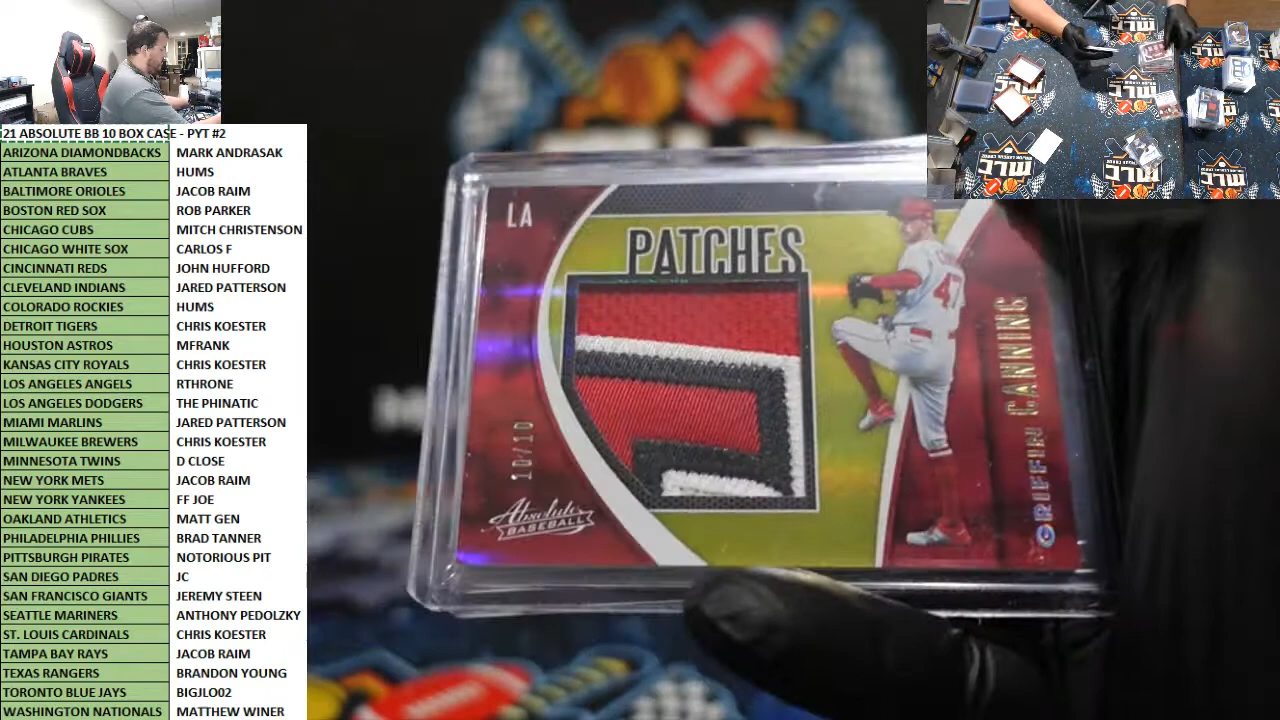 21 ABSOLUTE BB 10 BOX CASE - PYT #2
ARIZONA DIAMONDBACKS MARK ANDRASAK
ATLANTA BRAVES HUMS
BALTIMORE ORIOLES JACOB RAIM
BOSTON RED SOX ROB PARKER
CHICAGO CUBS MITCH CHRISTENSON
CHICAGO WHITE SOX CARLOS F
CINCINNATI REDS JOHN HUFFORD
CLEVELAND INDIANS JARED PATTERSON
COLORADO ROCKIES HUMS
DETROIT TIGERS CHRIS KOESTER
HOUSTON ASTROS MFRANK
KANSAS CITY ROYALS CHRIS KOESTER
LOS ANGELES ANGELS RTHRONE
LOS ANGELES DODGERS THE PHINATIC
MIAMI MARLINS JARED PATTERSON
MILWAUKEE BREWERS CHRIS KOESTER
MINNESOTA TWINS D CLOSE
NEW YORK METS JACOB RAIM
NEW YORK YANKEES FF JOE
OAKLAND ATHLETICS MATT GEN
PHILADELPHIA PHILLIES BRAD TANNER
PITTSBURGH PIRATES NOTORIOUS PIT
SAN DIEGO PADRES JC
SAN FRANCISCO GIANTS JEREMY STEEN
SEATTLE MARINERS ANTHONY PEDOLZKY
ST. LOUIS CARDINALS CHRIS KOESTER
TAMPA BAY RAYS JACOB RAIM
TEXAS RANGERS BRANDON YOUNG
TORONTO BLUE JAYS BIGJLO02
WASHINGTON NATIONALS MATTHEW WINER
LA
PATCHES
47
10/10
Absolute
BASEBALL
GRIFFIN CANNING
MLC
MLC
MLC
MLC